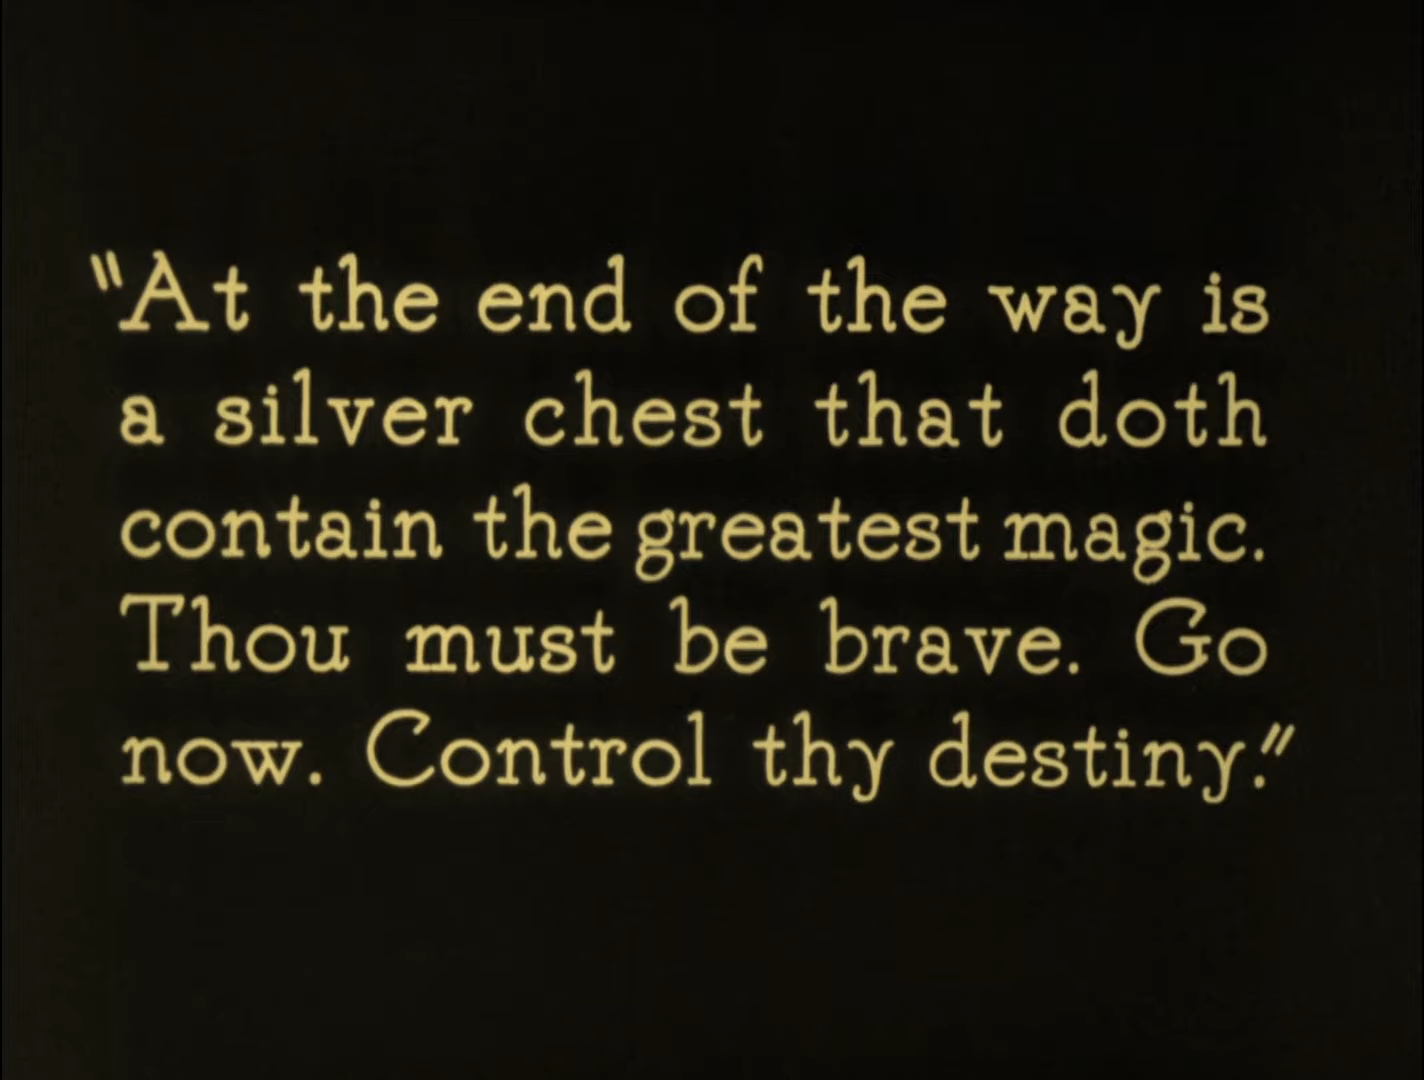 "At the end of the way is
a silver chest that doth
contain the greatest magic.
Thou must be brave. Go
now. Control thy destiny."